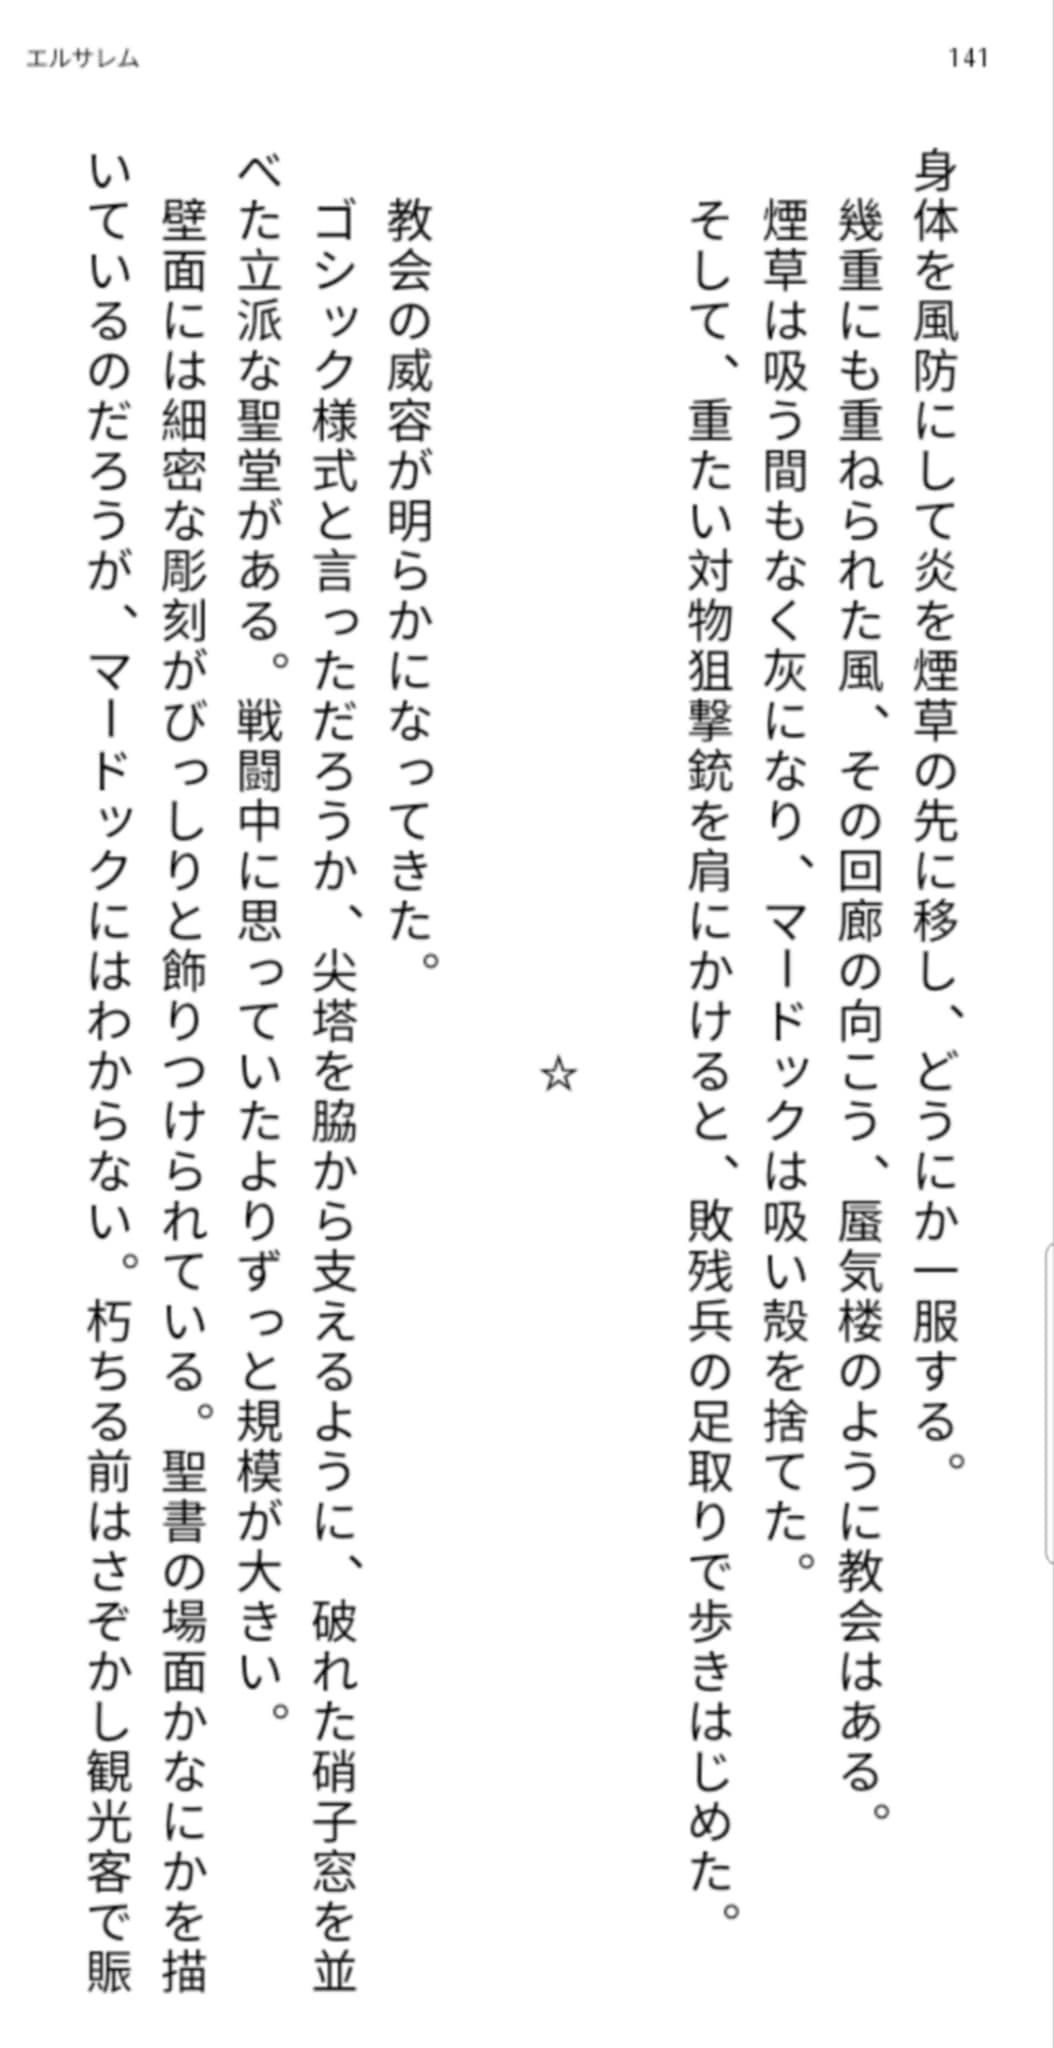 エルサレム
141
身体を風防にして炎を煙草の先に移し、どうにか一服する。
幾重にも重ねられた風、その回廊の向こう、蜃気楼のように教会はある。
煙草は吸う間もなく灰になり、マードックは吸い殻を捨てた。
そして、重たい対物狙撃銃を肩にかけると、敗残兵の足取りで歩きはじめた。
☆
教会の威容が明らかになってきた。
ゴシック様式と言っただろうか、尖塔を脇から支えるように、破れた硝子窓を並
べた立派な聖堂がある。戦闘中に思っていたよりずっと規模が大きい。
壁面には細密な彫刻がびっしりと飾りつけられている。聖書の場面かなにかを描
いているのだろうが、マードックにはわからない。朽ちる前はさぞかし観光客で賑